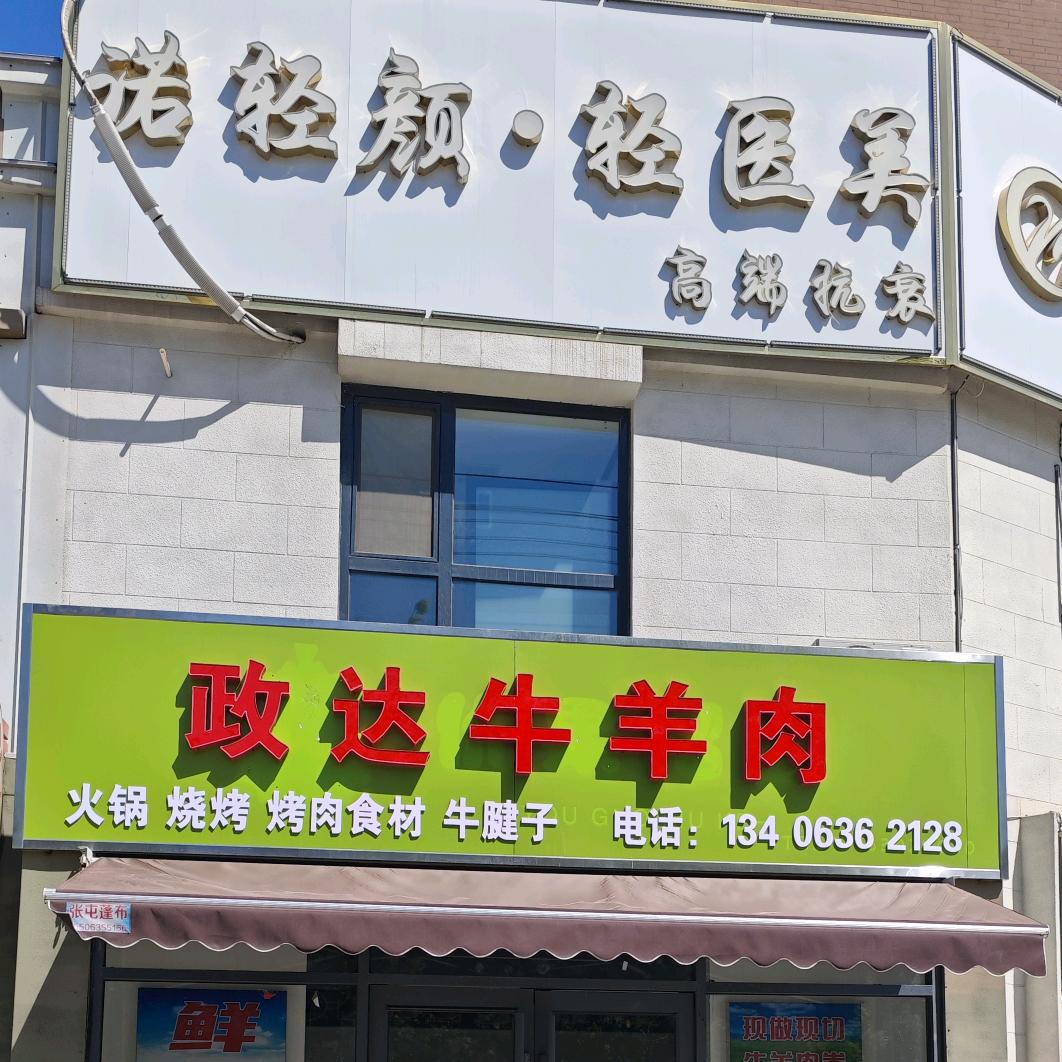 诺轻颜·轻医美
高端抗衰
政达牛羊肉
火锅 烧烤 烤肉食材 牛腱子 电话：134 0636 2128
张屯蓬布
鲜
现做现切